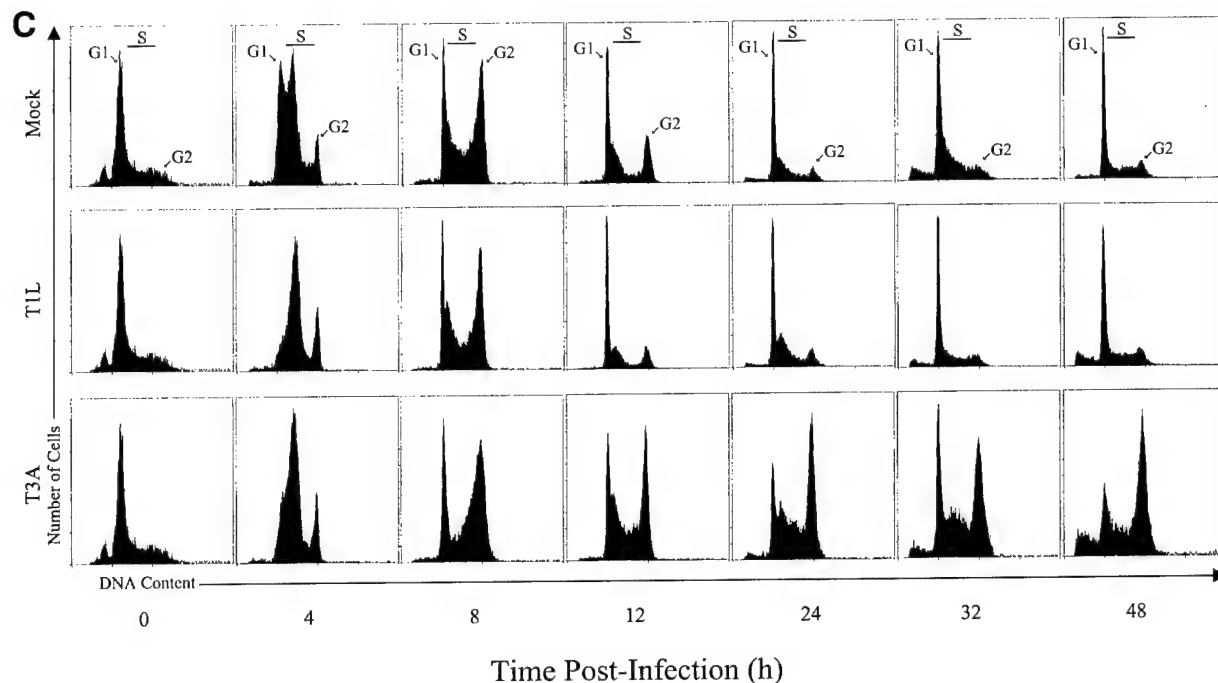 C
S S S S S S S
G1 G1 G1 G1 G1 G1 G1
G2 G2 G2 G2 G2 G2 G2
Mock
T1L
T3A
Number of Cells
DNA Content
0 4 8 12 24 32 48
Time Post-Infection (h)